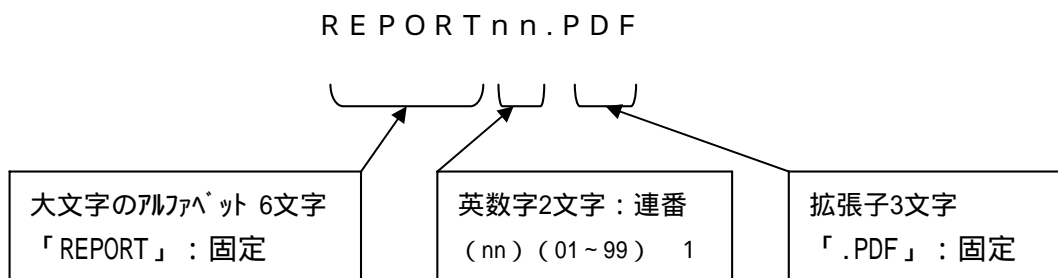 REPORTnn.PDF
大文字のｱﾙﾌｧﾍﾞｯﾄ 6文字
「REPORT」:固定
英数字2文字:連番
(nn)(01~99) 1
拡張子3文字
「.PDF」:固定